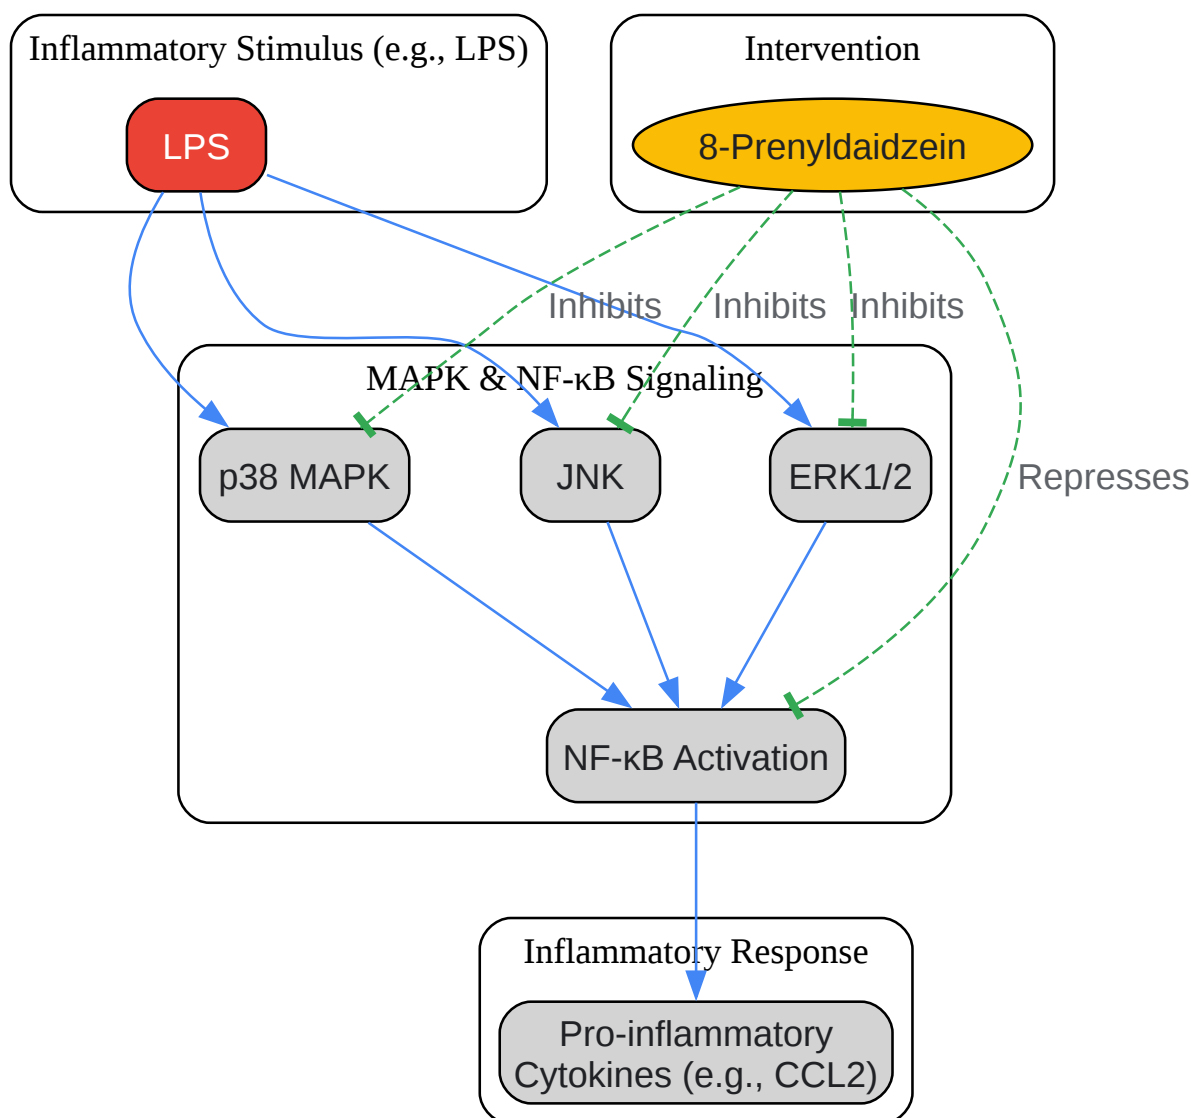 Inflammatory Stimulus (e.g., LPS)
Intervention
LPS
8-Prenyldaidzein
Inhibits
Inhibits
Inhibits
MAPK & NF-κB Signaling
p38 MAPK
JNK
ERK1/2
Represses
NF-κB Activation
Inflammatory Response
Pro-inflammatory
Cytokines (e.g., CCL2)